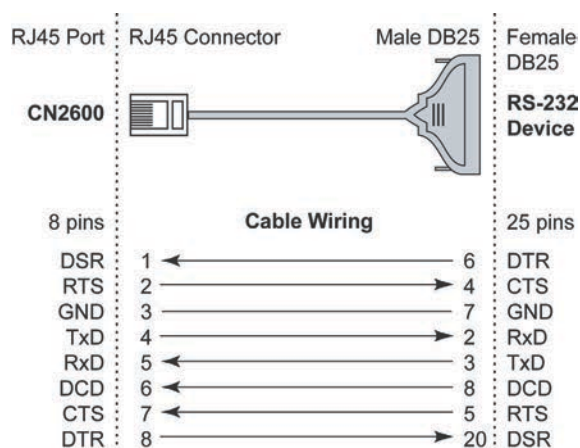 RJ45 Port RJ45 Connector Male DB25 Female
DB25
CN2600 RS-232
Device
8 pins Cable Wiring 25 pins
DSR 1 6 DTR
RTS 2 4 CTS
GND 3 7 GND
TxD 4 2 RxD
RxD 5 3 TxD
DCD 6 8 DCD
CTS 7 5 RTS
DTR 8 20 DSR